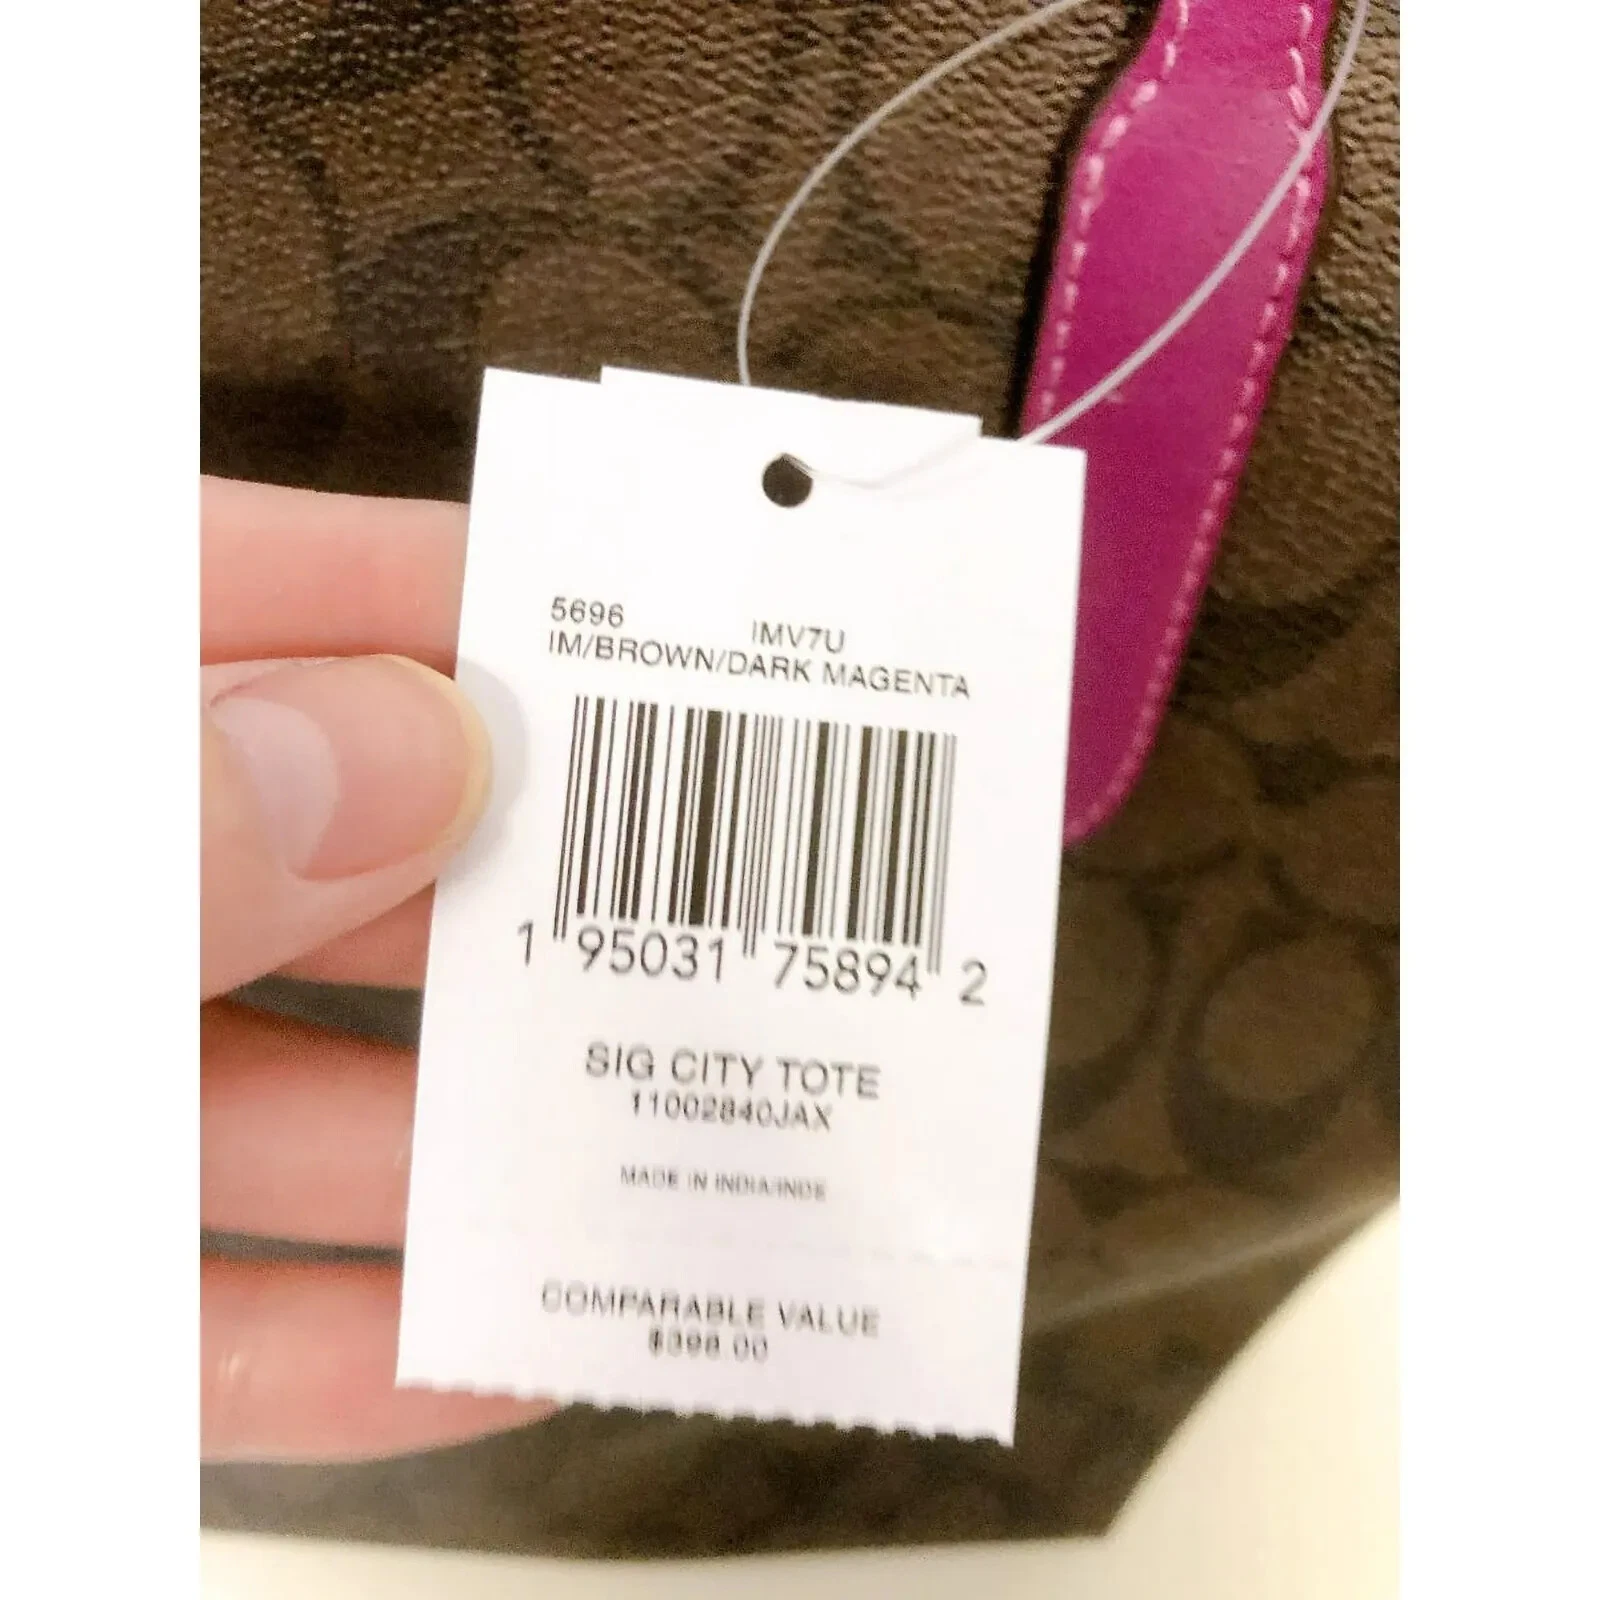 5696 IMV7U
IM/BROWN/DARK MAGENTA
1 95031 75894 2
SIG CITY TOTE
11002840JAX
MADE IN INDIA/INDE
COMPARABLE VALUE
$398.00